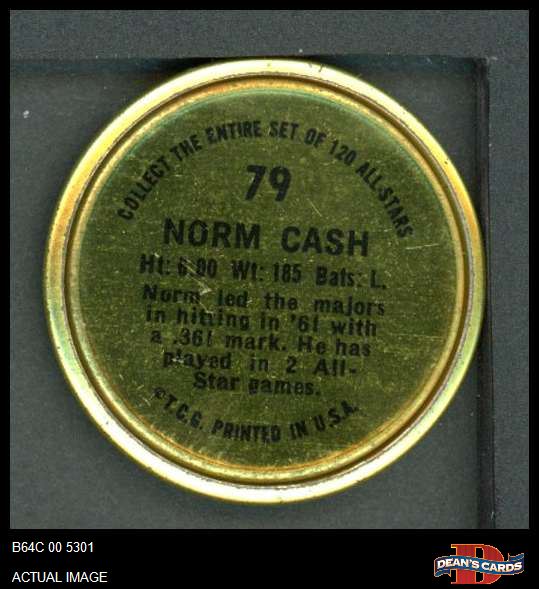 COLLECT THE ENTIRE SET OF 120 ALL-STARS
79
NORM CASH
Ht: 6.00 Wt: 185 Bats: L.
Norm led the majors
in hitting in '61 with
a .361 mark. He has
played in 2 All-
Star games.
©T.C.G. PRINTED IN U.S.A.
B64C 00 5301
ACTUAL IMAGE
D
DEAN'S CARDS